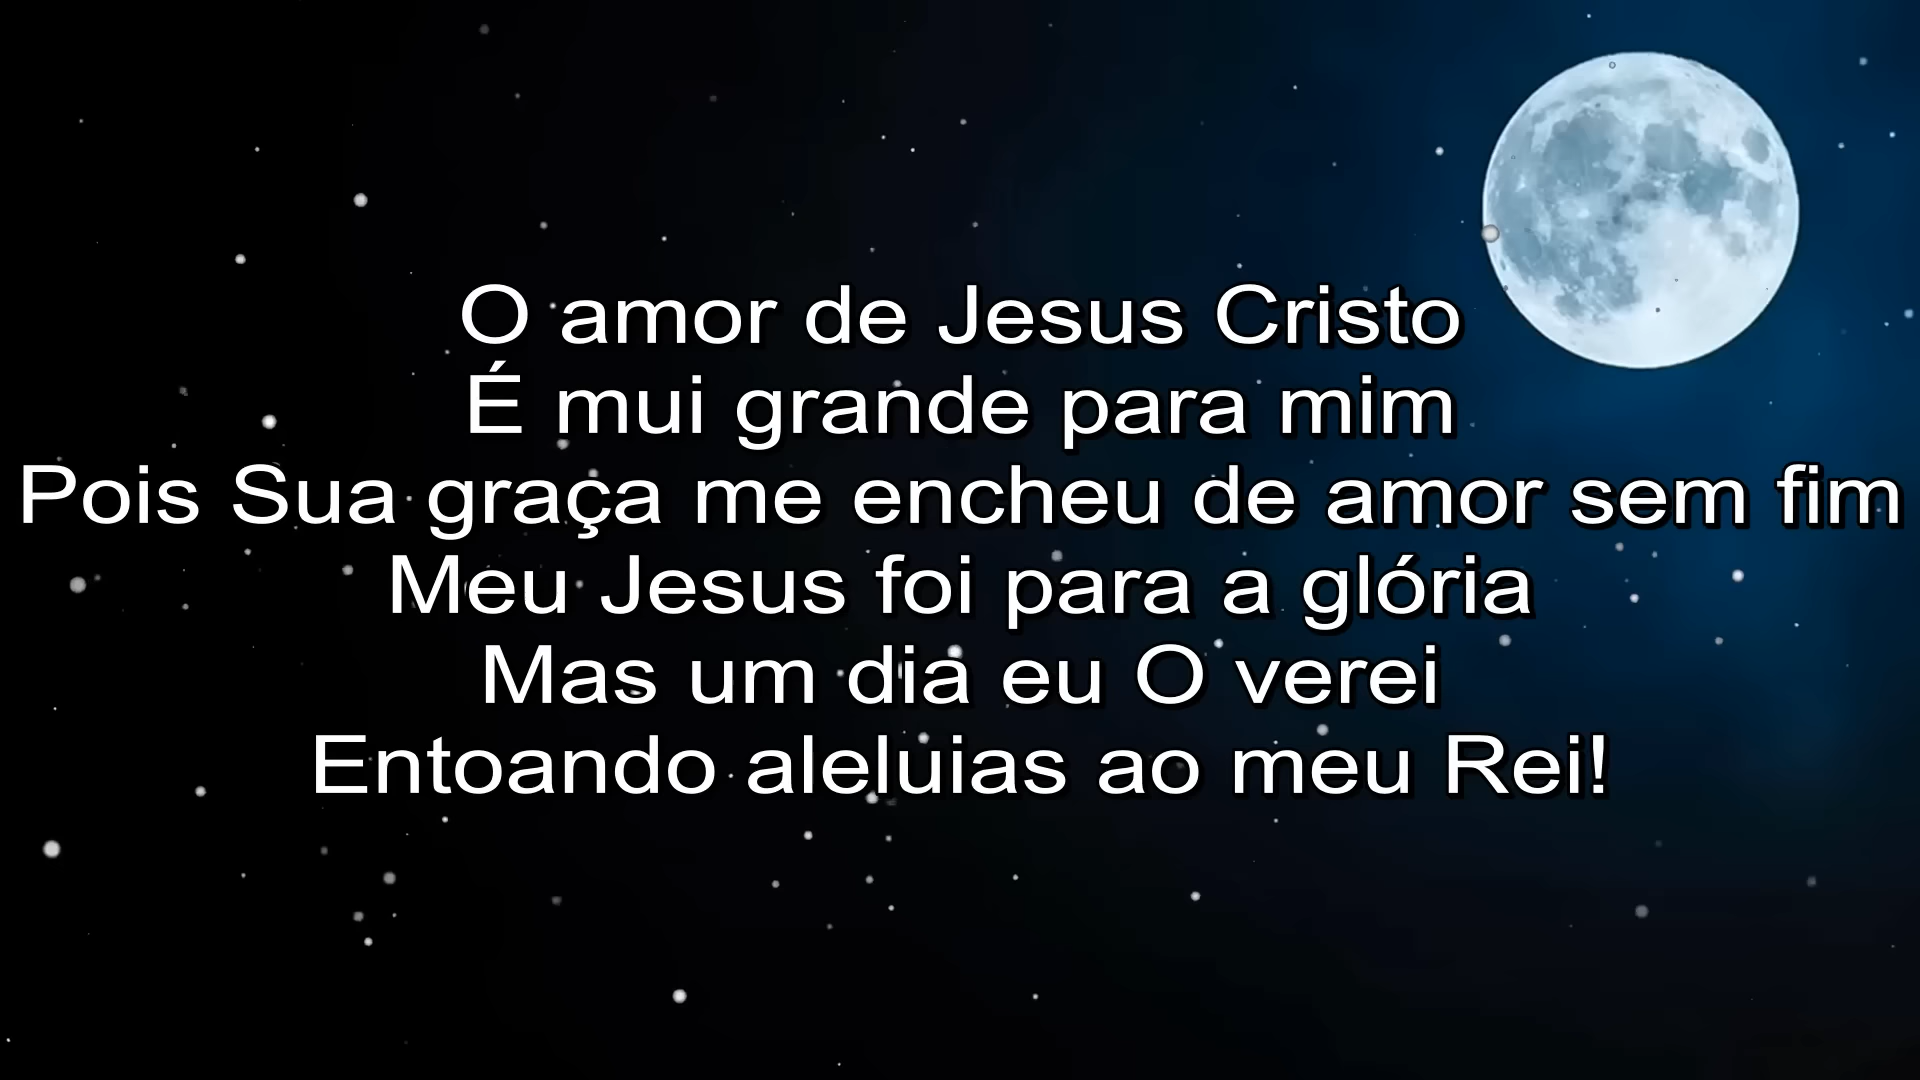 O amor de Jesus Cristo
É mui grande para mim
Pois Sua graça me encheu de amor sem fim
Meu Jesus foi para a glória
Mas um dia eu O verei
Entoando aleluias ao meu Rei!